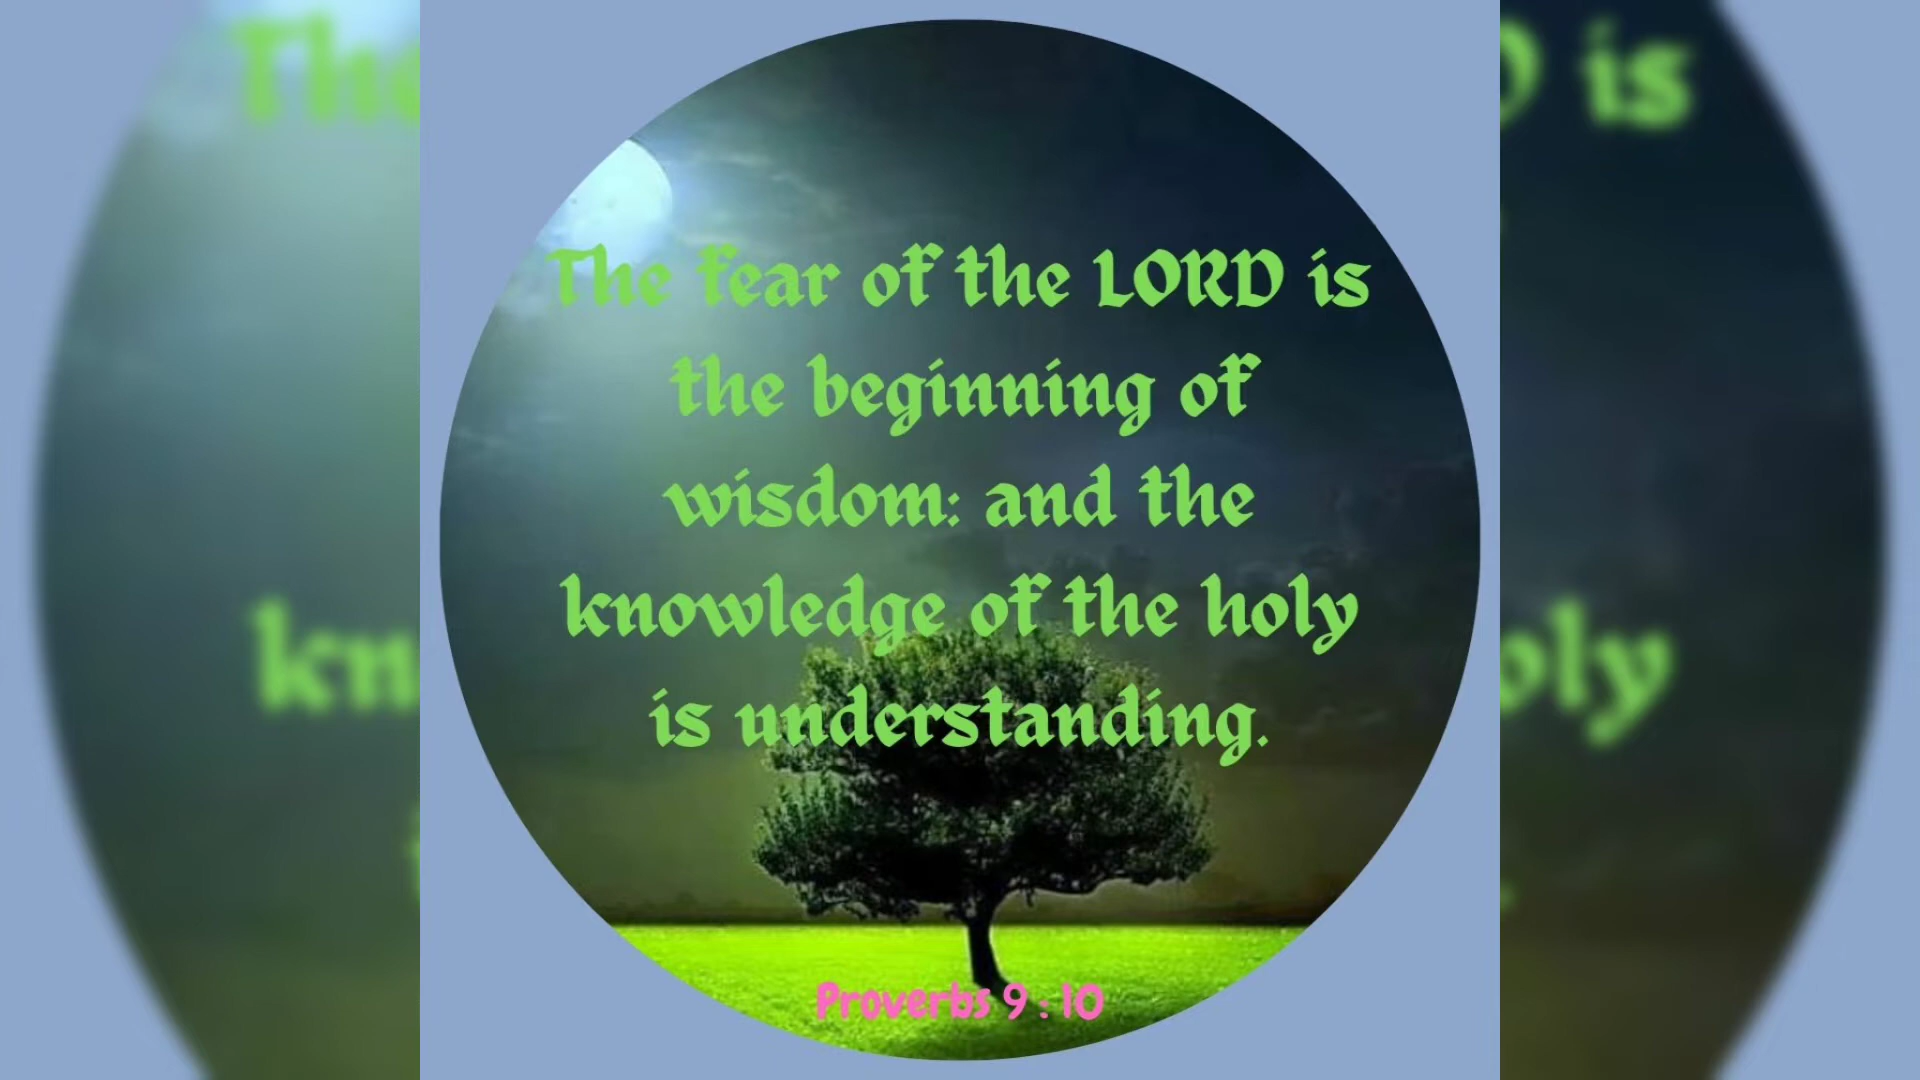 The fear of the LORD is
the beginning of
wisdom: and the
knowledge of the holy
is understanding.
Proverbs 9 : 10